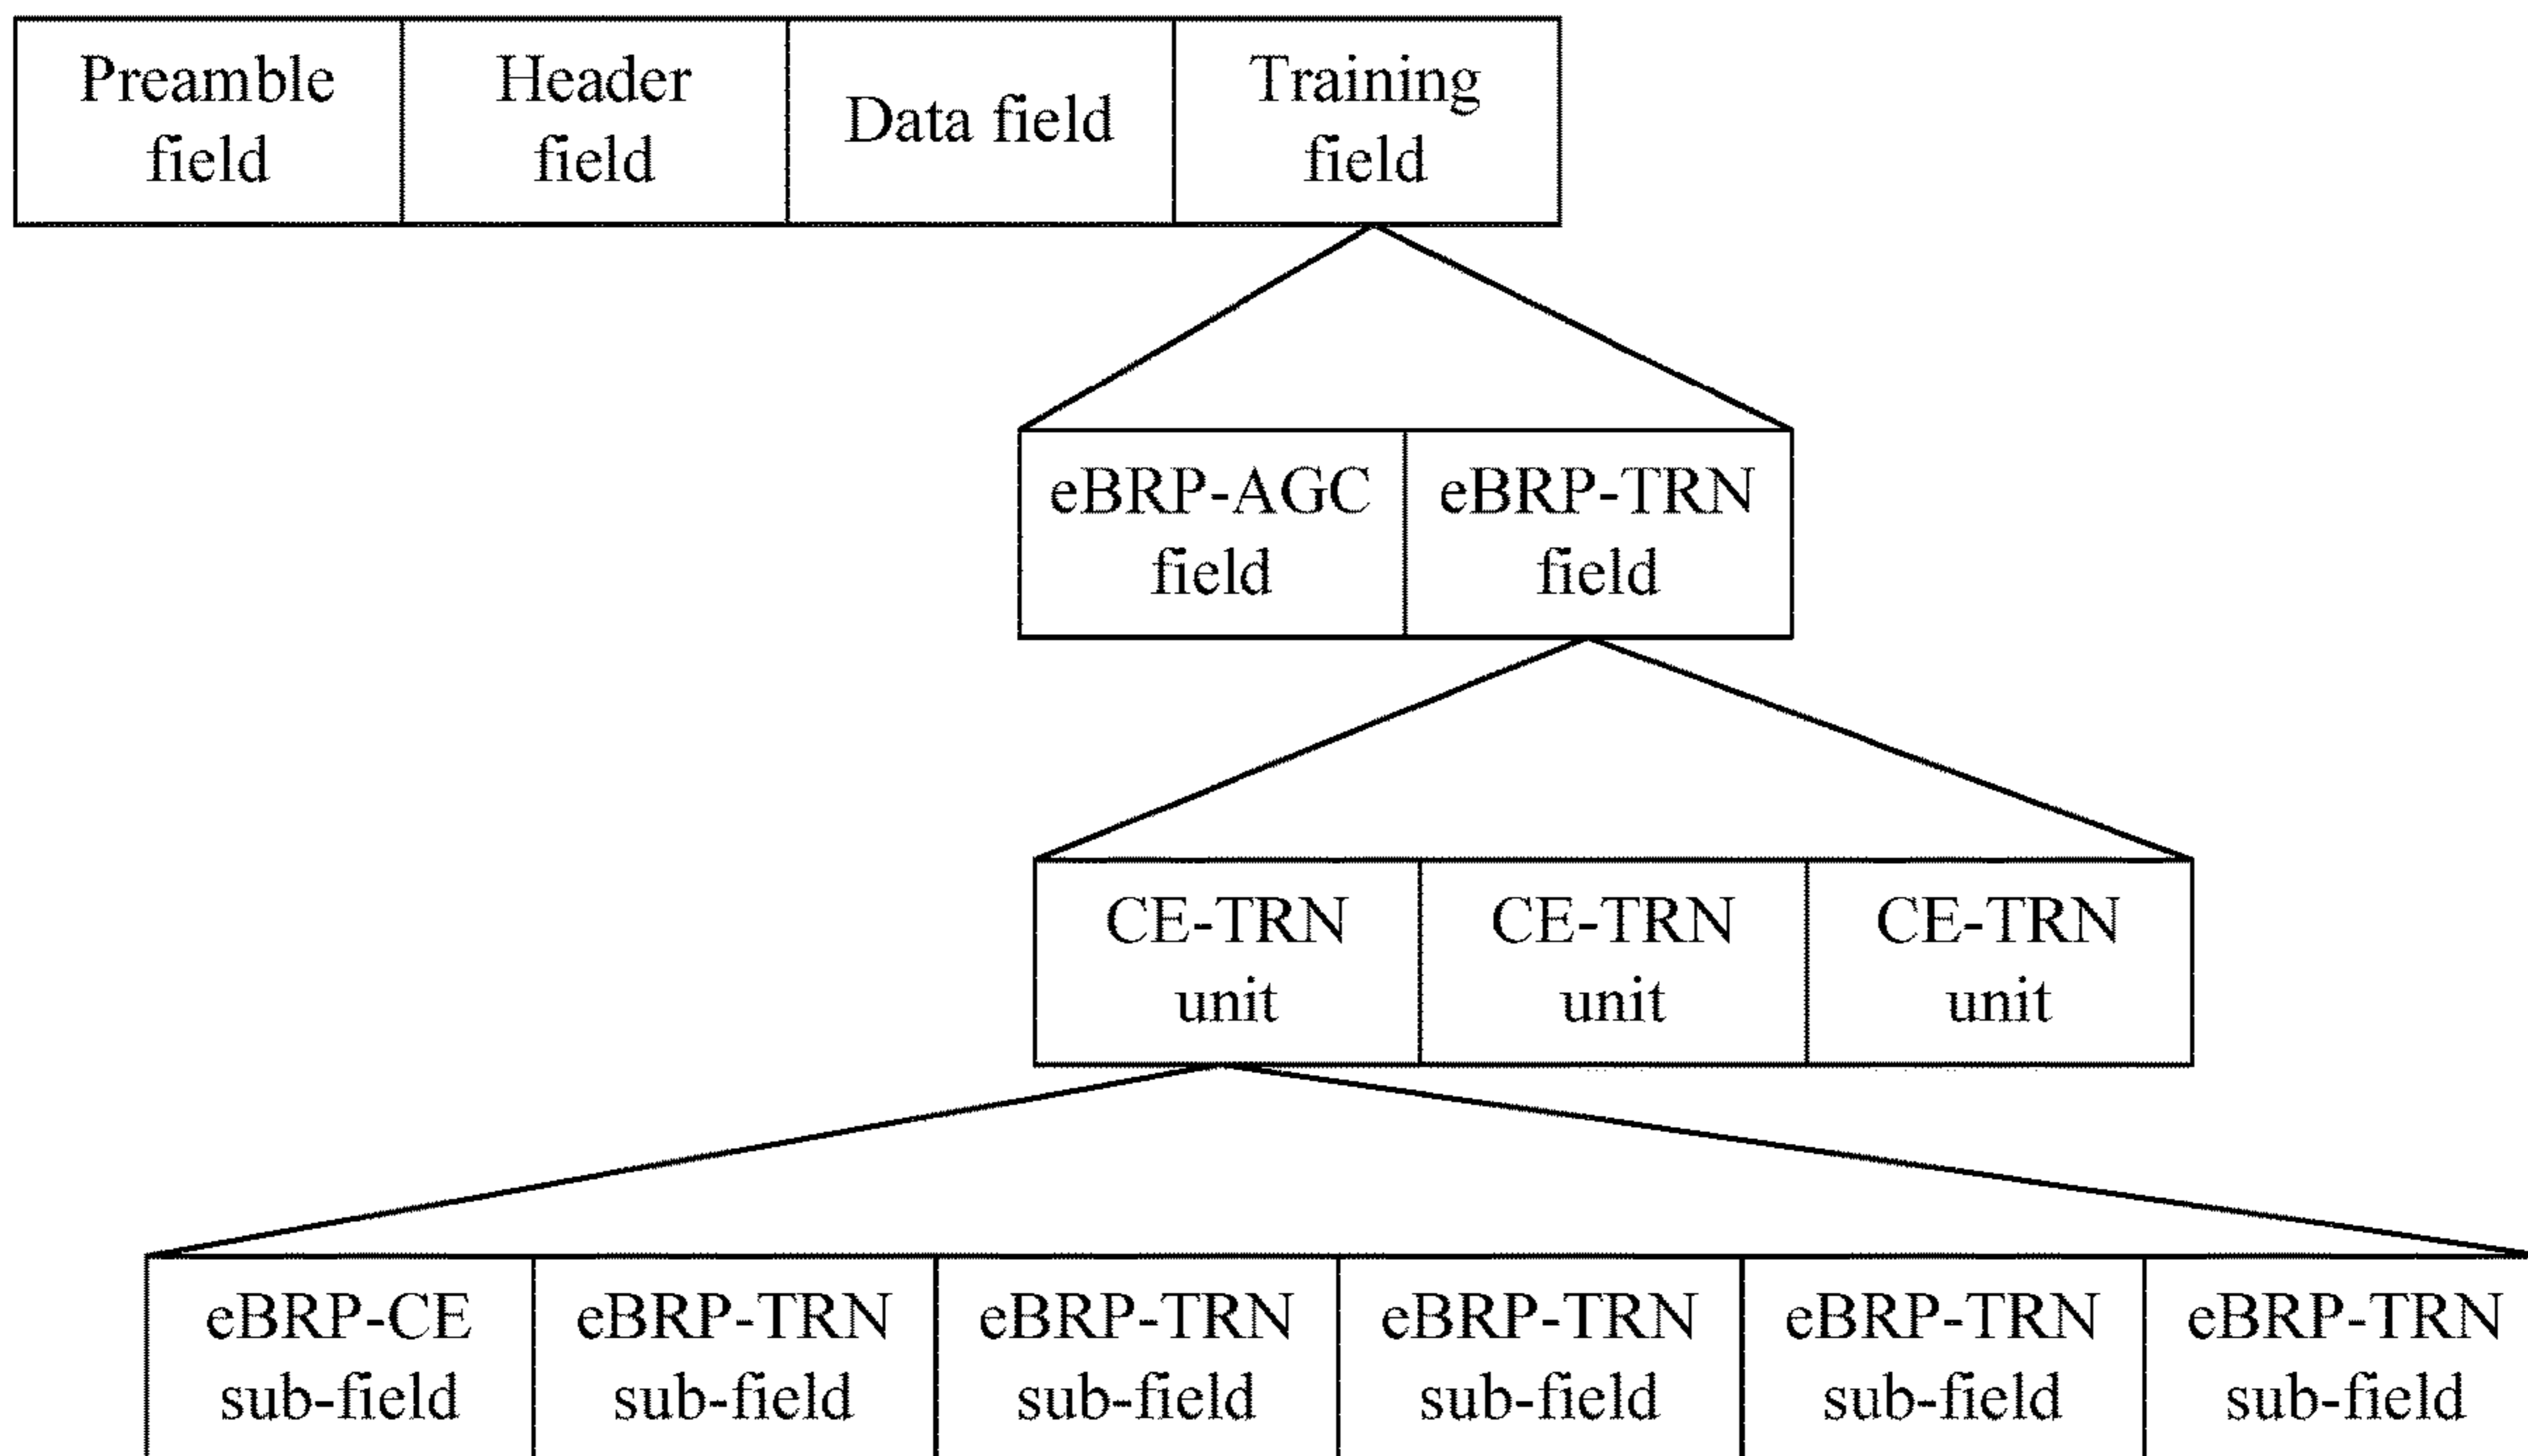 Preamble
field
Header
field
Data field
Training
field
eBRP-AGC
field
eBRP-TRN
field
CE-TRN
unit
CE-TRN
unit
CE-TRN
unit
eBRP-CE
sub-field
eBRP-TRN
sub-field
eBRP-TRN
sub-field
eBRP-TRN
sub-field
eBRP-TRN
sub-field
eBRP-TRN
sub-field